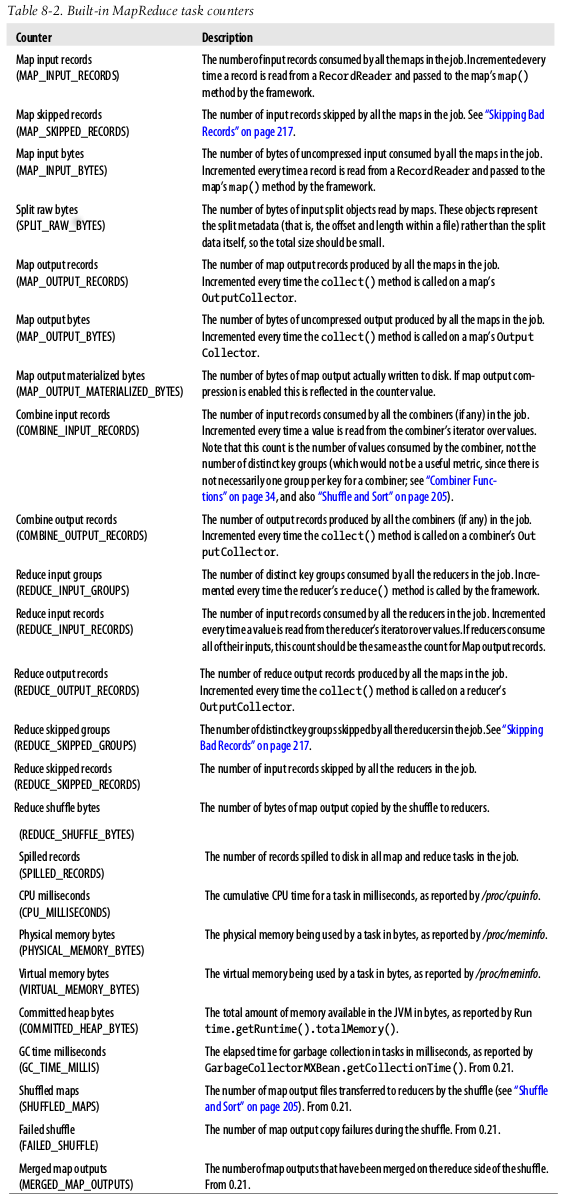 Table 8-2. Built-in MapReduce task counters
Counter Description
Map input records The number of input records consumed by all the maps in the job. Incremented every
(MAP_INPUT_RECORDS) time a record is read from a RecordReader and passed to the map's map()
method by the framework.
Map skipped records The number of input records skipped by all the maps in the job. See "Skipping Bad
(MAP_SKIPPED_RECORDS) Records" on page 217.
Map input bytes The number of bytes of uncompressed input consumed by all the maps in the job.
(MAP_INPUT_BYTES) Incremented every time a record is read from a RecordReader and passed to the
map's map() method by the framework.
Split raw bytes The number of bytes of input split objects read by maps. These objects represent
(SPLIT_RAW_BYTES) the split metadata (that is, the offset and length within a file) rather than the split
data itself, so the total size should be small.
Map output records The number of map output records produced by all the maps in the job.
(MAP_OUTPUT_RECORDS) Incremented every time the collect() method is called on a map's
OutputCollector.
Map output bytes The number of bytes of uncompressed output produced by all the maps in the job.
(MAP_OUTPUT_BYTES) Incremented every time the collect() method is called on a map's Output
Collector.
Map output materialized bytes The number of bytes of map output actually written to disk. If map output com-
(MAP_OUTPUT_MATERIALIZED_BYTES) pression is enabled this is reflected in the counter value.
Combine input records The number of input records consumed by all the combiners (if any) in the job.
(COMBINE_INPUT_RECORDS) Incremented every time a value is read from the combiner's iterator over values.
Note that this count is the number of values consumed by the combiner, not the
number of distinct key groups (which would not be a useful metric, since there is
not necessarily one group per key for a combiner; see "Combiner Func-
tions" on page 34, and also "Shuffle and Sort" on page 205).
Combine output records The number of output records produced by all the combiners (if any) in the job.
(COMBINE_OUTPUT_RECORDS) Incremented every time the collect() method is called on a combiner's Out
putCollector.
Reduce input groups The number of distinct key groups consumed by all the reducers in the job. Incre-
(REDUCE_INPUT_GROUPS) mented every time the reducer's reduce() method is called by the framework.
Reduce input records The number of input records consumed by all the reducers in the job. Incremented
(REDUCE_INPUT_RECORDS) every time a value is read from the reducer's iterator over values. If reducers consume
all of their inputs, this count should be the same as the count for Map output records.
Reduce output records The number of reduce output records produced by all the maps in the job.
(REDUCE_OUTPUT_RECORDS) Incremented every time the collect() method is called on a reducer's
OutputCollector.
Reduce skipped groups The number of distinct key groups skipped by all the reducers in the job. See "Skipping
(REDUCE_SKIPPED_GROUPS) Bad Records" on page 217.
Reduce skipped records The number of input records skipped by all the reducers in the job.
(REDUCE_SKIPPED_RECORDS)
Reduce shuffle bytes The number of bytes of map output copied by the shuffle to reducers.
(REDUCE_SHUFFLE_BYTES)
Spilled records The number of records spilled to disk in all map and reduce tasks in the job.
(SPILLED_RECORDS)
CPU milliseconds The cumulative CPU time for a task in milliseconds, as reported by /proc/cpuinfo.
(CPU_MILLISECONDS)
Physical memory bytes The physical memory being used by a task in bytes, as reported by /proc/meminfo.
(PHYSICAL_MEMORY_BYTES)
Virtual memory bytes The virtual memory being used by a task in bytes, as reported by /proc/meminfo.
(VIRTUAL_MEMORY_BYTES)
Committed heap bytes The total amount of memory available in the JVM in bytes, as reported by Run
(COMMITTED_HEAP_BYTES) time.getRuntime().totalMemory().
GC time milliseconds The elapsed time for garbage collection in tasks in milliseconds, as reported by
(GC_TIME_MILLIS) GarbageCollectorMXBean.getCollectionTime(). From 0.21.
Shuffled maps The number of map output files transferred to reducers by the shuffle (see "Shuffle
(SHUFFLED_MAPS) and Sort" on page 205). From 0.21.
Failed shuffle The number of map output copy failures during the shuffle. From 0.21.
(FAILED_SHUFFLE)
Merged map outputs The number of map outputs that have been merged on the reduce side of the shuffle.
(MERGED_MAP_OUTPUTS) From 0.21.